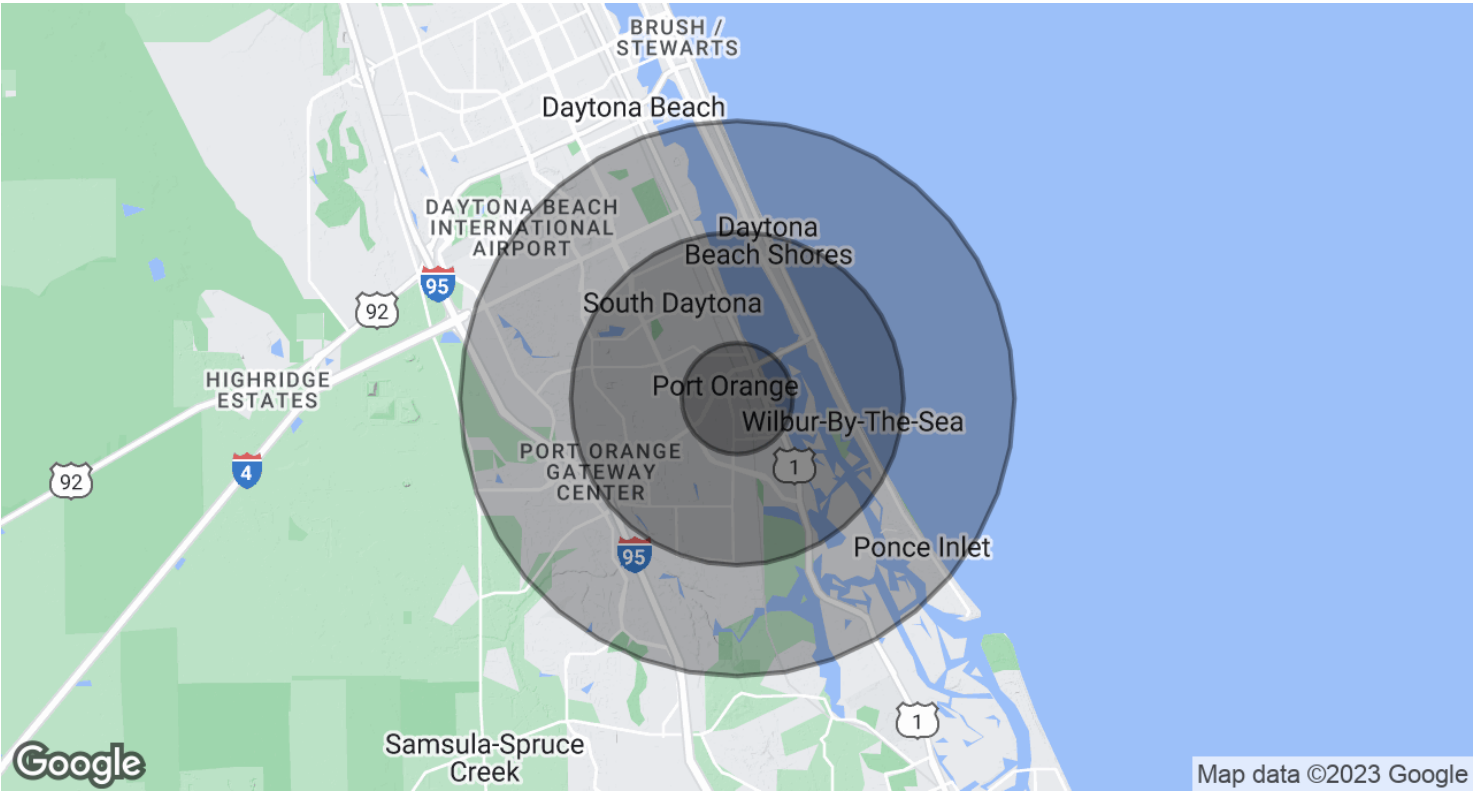 BRUSH /
STEWARTS
Daytona Beach
DAYTONA BEACH
INTERNATIONAL
AIRPORT
Daytona
Beach Shores
95
92
South Daytona
HIGHRIDGE
ESTATES
Port Orange
Wilbur-By-The-Sea
PORT ORANGE
GATEWAY
CENTER
1
4
92
95
Ponce Inlet
1
Samsula-Spruce
Creek
Google
Map data ©2023 Google